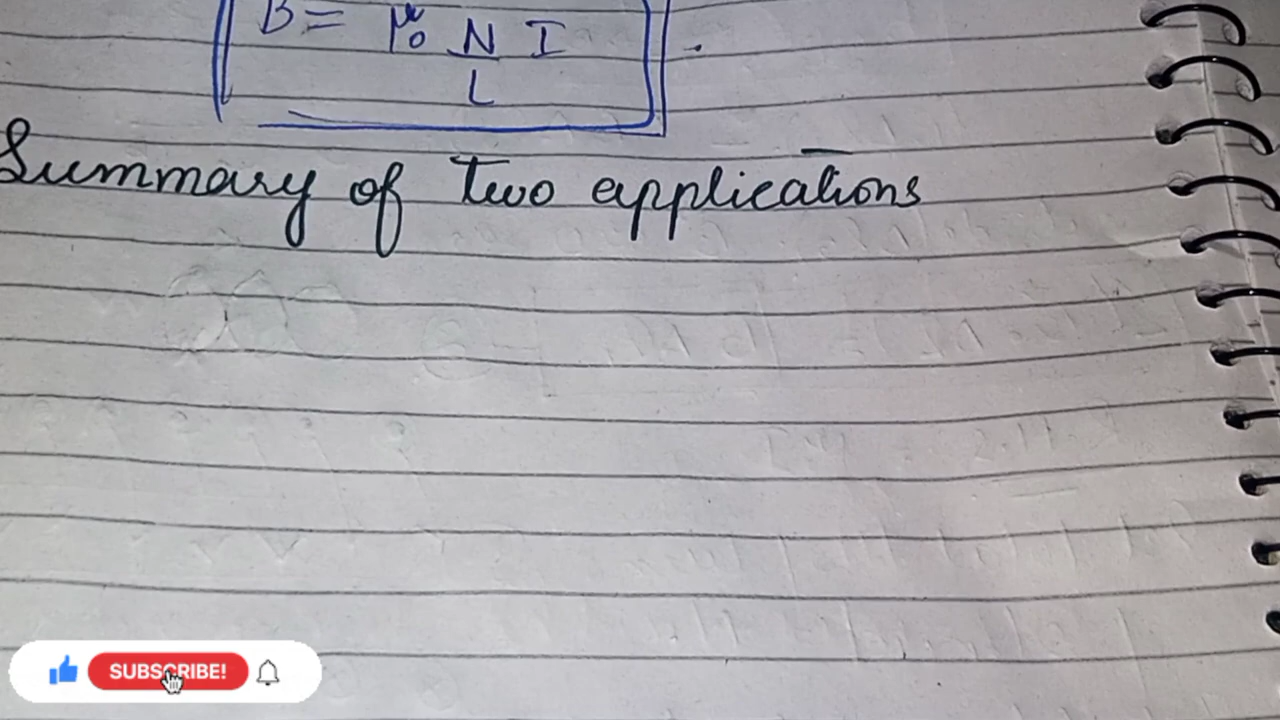 B = μ₀ N I
L
Summary of two applications
SUBSCRIBE!